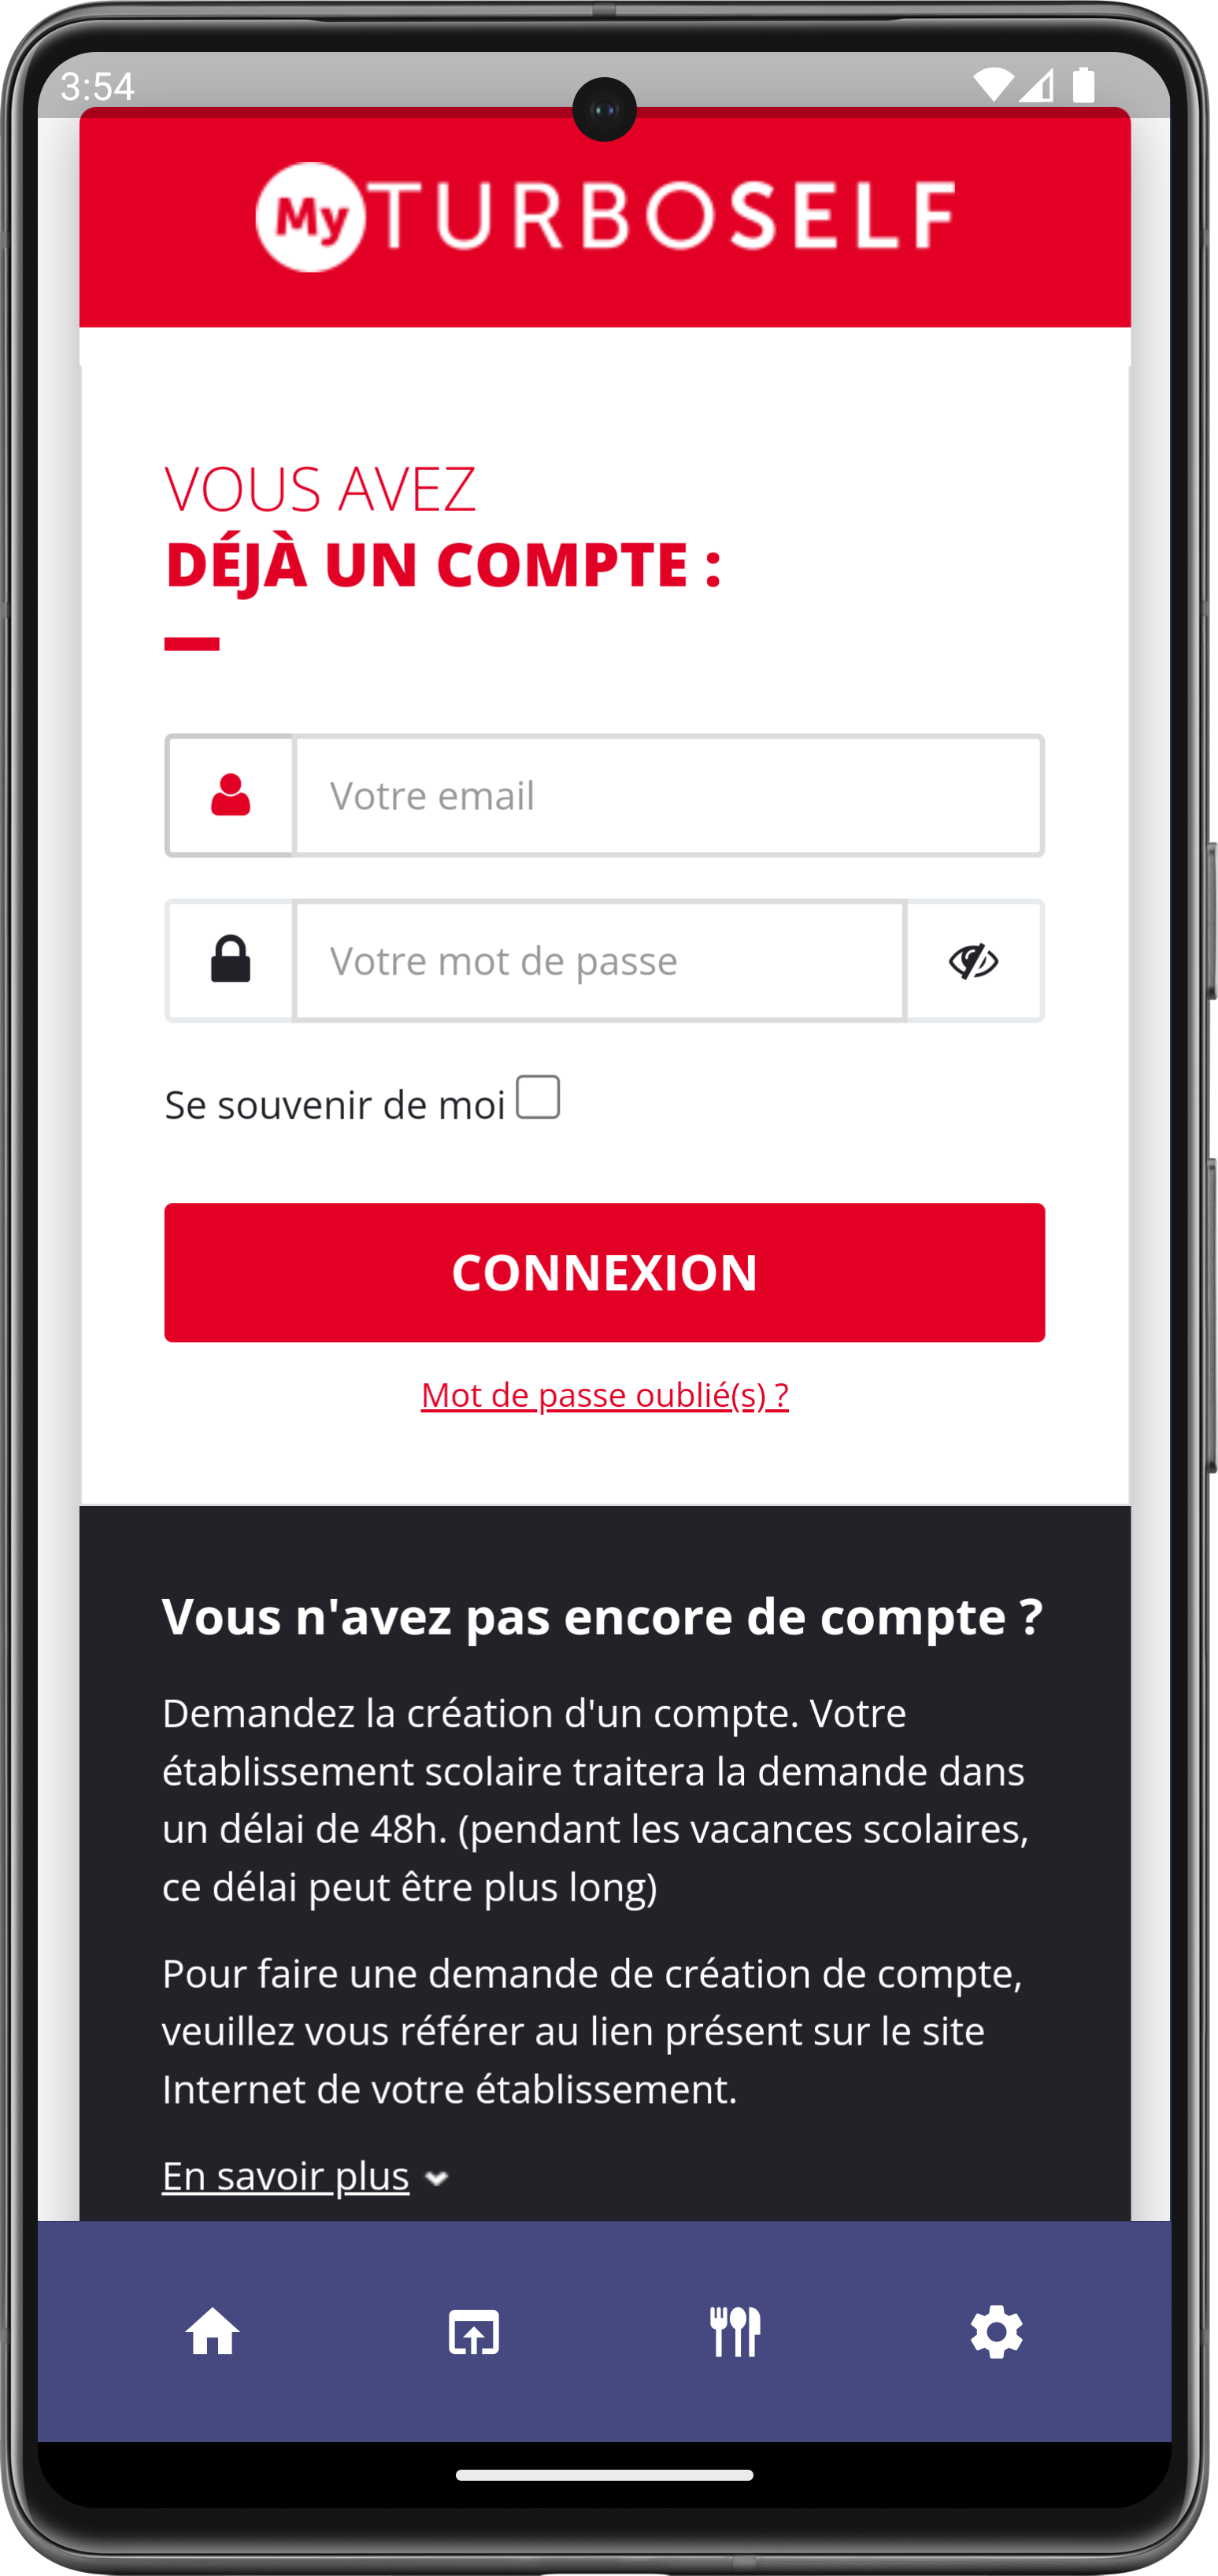 3:54
My TURBOSELF
VOUS AVEZ
DÉJÀ UN COMPTE :
Votre email
Votre mot de passe
Se souvenir de moi
CONNEXION
Mot de passe oublié(s) ?
Vous n'avez pas encore de compte ?
Demandez la création d'un compte. Votre
établissement scolaire traitera la demande dans
un délai de 48h. (pendant les vacances scolaires,
ce délai peut être plus long)
Pour faire une demande de création de compte,
veuillez vous référer au lien présent sur le site
Internet de votre établissement.
En savoir plus